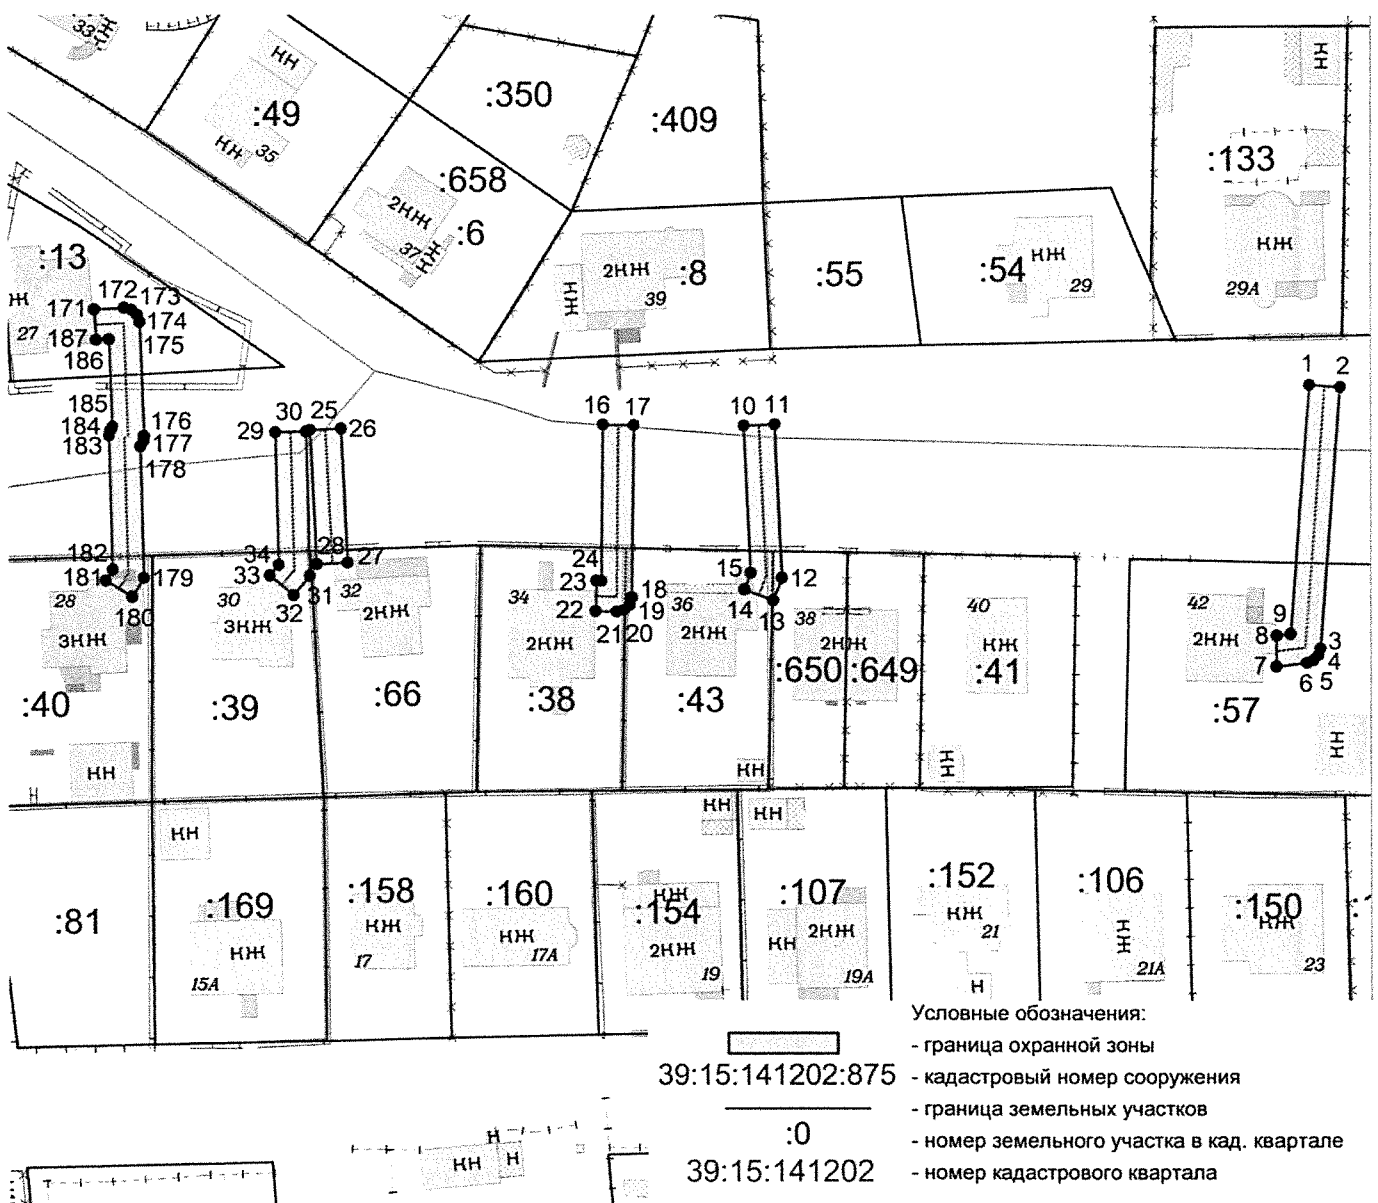 33
НН
:350
:49
:409
НН
35
НН
:133
:658
2НЖ
:6
37
НН
НЖ
29А
:13
Ж
27
2НЖ
:8
39
НН
:55
:54
НЖ
29
171
172
173
174
175
187
186
185
184
183
176
177
178
29
30
25
26
16
17
10
11
1
2
182
181
179
180
34
33
28
27
31
32
24
23
22
21
18
19
20
15
14
12
13
9
8
7
3
4
5
6
28
3НЖ
30
3НЖ
32
2НЖ
34
2НЖ
36
2НЖ
38
2НЖ
40
НЖ
42
2НЖ
:40
:39
:66
:38
:43
:650
:649
:41
:57
НН
Н
НН
НН
НН
НН
НН
НН
:81
:169
НЖ
15А
:158
НЖ
17
:160
НЖ
17А
НЖ
:154
2НЖ
19
:107
НН
2НЖ
19А
:152
НЖ
21
Н
:106
НН
21А
:150
НЖ
23
Условные обозначения:
- граница охранной зоны
39:15:141202:875 - кадастровый номер сооружения
- граница земельных участков
:0 - номер земельного участка в кад. квартале
39:15:141202 - номер кадастрового квартала
Н
НН
Н